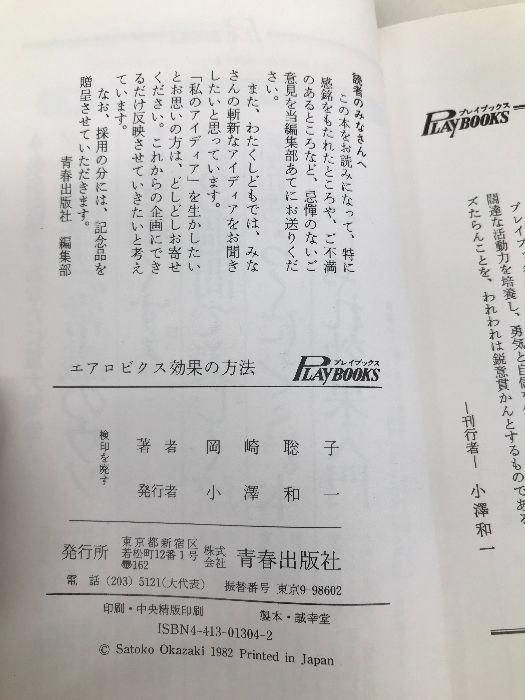 プレイブックス
PLAYBOOKS
プレイブッ
闊達な活動力を培養し、勇気と自信を
ズたらんことを、われわれは鋭意貫かんとするものである
―刊行者― 小澤和一
読者のみなさんへ
この本をお読みになって、特に
感銘をもたれたところや、ご不満
のあるところなど、忌憚のないご
意見を当編集部あてにお送りくだ
さい。
また、わたくしどもでは、みな
さんの斬新なアイディアをお聞き
したいと思っています。
「私のアイディア」を生かしたい
とお思いの方は、どしどしお寄せ
ください。これからの企画にでき
るだけ反映させていきたいと考え
ています。
なお、採用の分には、記念品を
贈呈させていただきます。
青春出版社 編集部
エアロビクス効果の方法
プレイブックス
PLAYBOOKS
検印を廃す
著者 岡崎聡子
発行者 小澤和一
発行所 東京都新宿区
若松町12番1号
〠162
株式会社 青春出版社
電話 (203) 5121(大代表) 振替番号 東京9-98602
印刷・中央精版印刷 製本・誠幸堂
ISBN4-413-01304-2
© Satoko Okazaki 1982 Printed in Japan